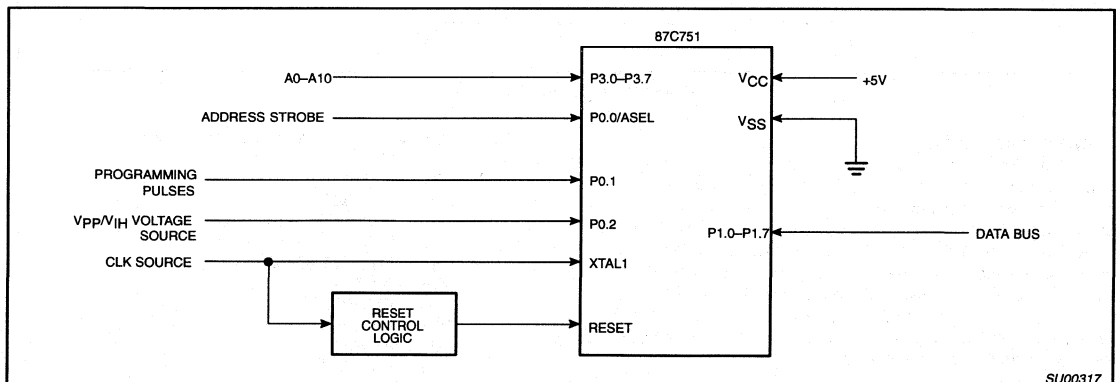 87C751
A0–A10
P3.0–P3.7
VCC
+5V
ADDRESS STROBE
P0.0/ASEL
VSS
PROGRAMMING
PULSES
P0.1
VPP/VIH VOLTAGE
SOURCE
P0.2
P1.0–P1.7
DATA BUS
CLK SOURCE
XTAL1
RESET
CONTROL
LOGIC
RESET
SU00317